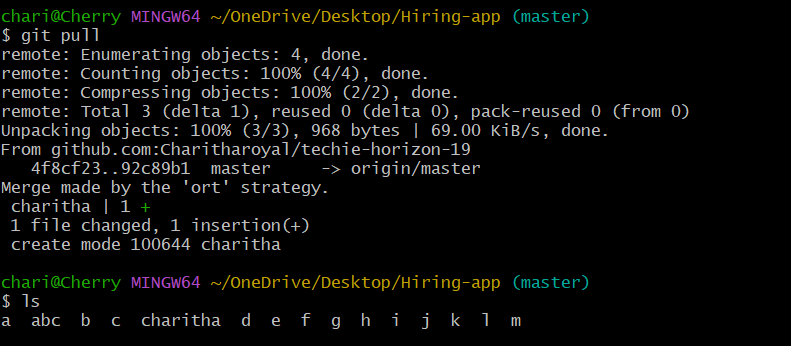 chari@Cherry MINGW64 ~/OneDrive/Desktop/Hiring-app (master)
$ git pull
remote: Enumerating objects: 4, done.
remote: Counting objects: 100% (4/4), done.
remote: Compressing objects: 100% (2/2), done.
remote: Total 3 (delta 1), reused 0 (delta 0), pack-reused 0 (from 0)
Unpacking objects: 100% (3/3), 968 bytes | 69.00 KiB/s, done.
From github.com:Charitharoyal/techie-horizon-19
   4f8cf23..92c89b1  master     -> origin/master
Merge made by the 'ort' strategy.
 charitha | 1 +
 1 file changed, 1 insertion(+)
 create mode 100644 charitha
chari@Cherry MINGW64 ~/OneDrive/Desktop/Hiring-app (master)
$ ls
a  abc  b  c  charitha  d  e  f  g  h  i  j  k  l  m